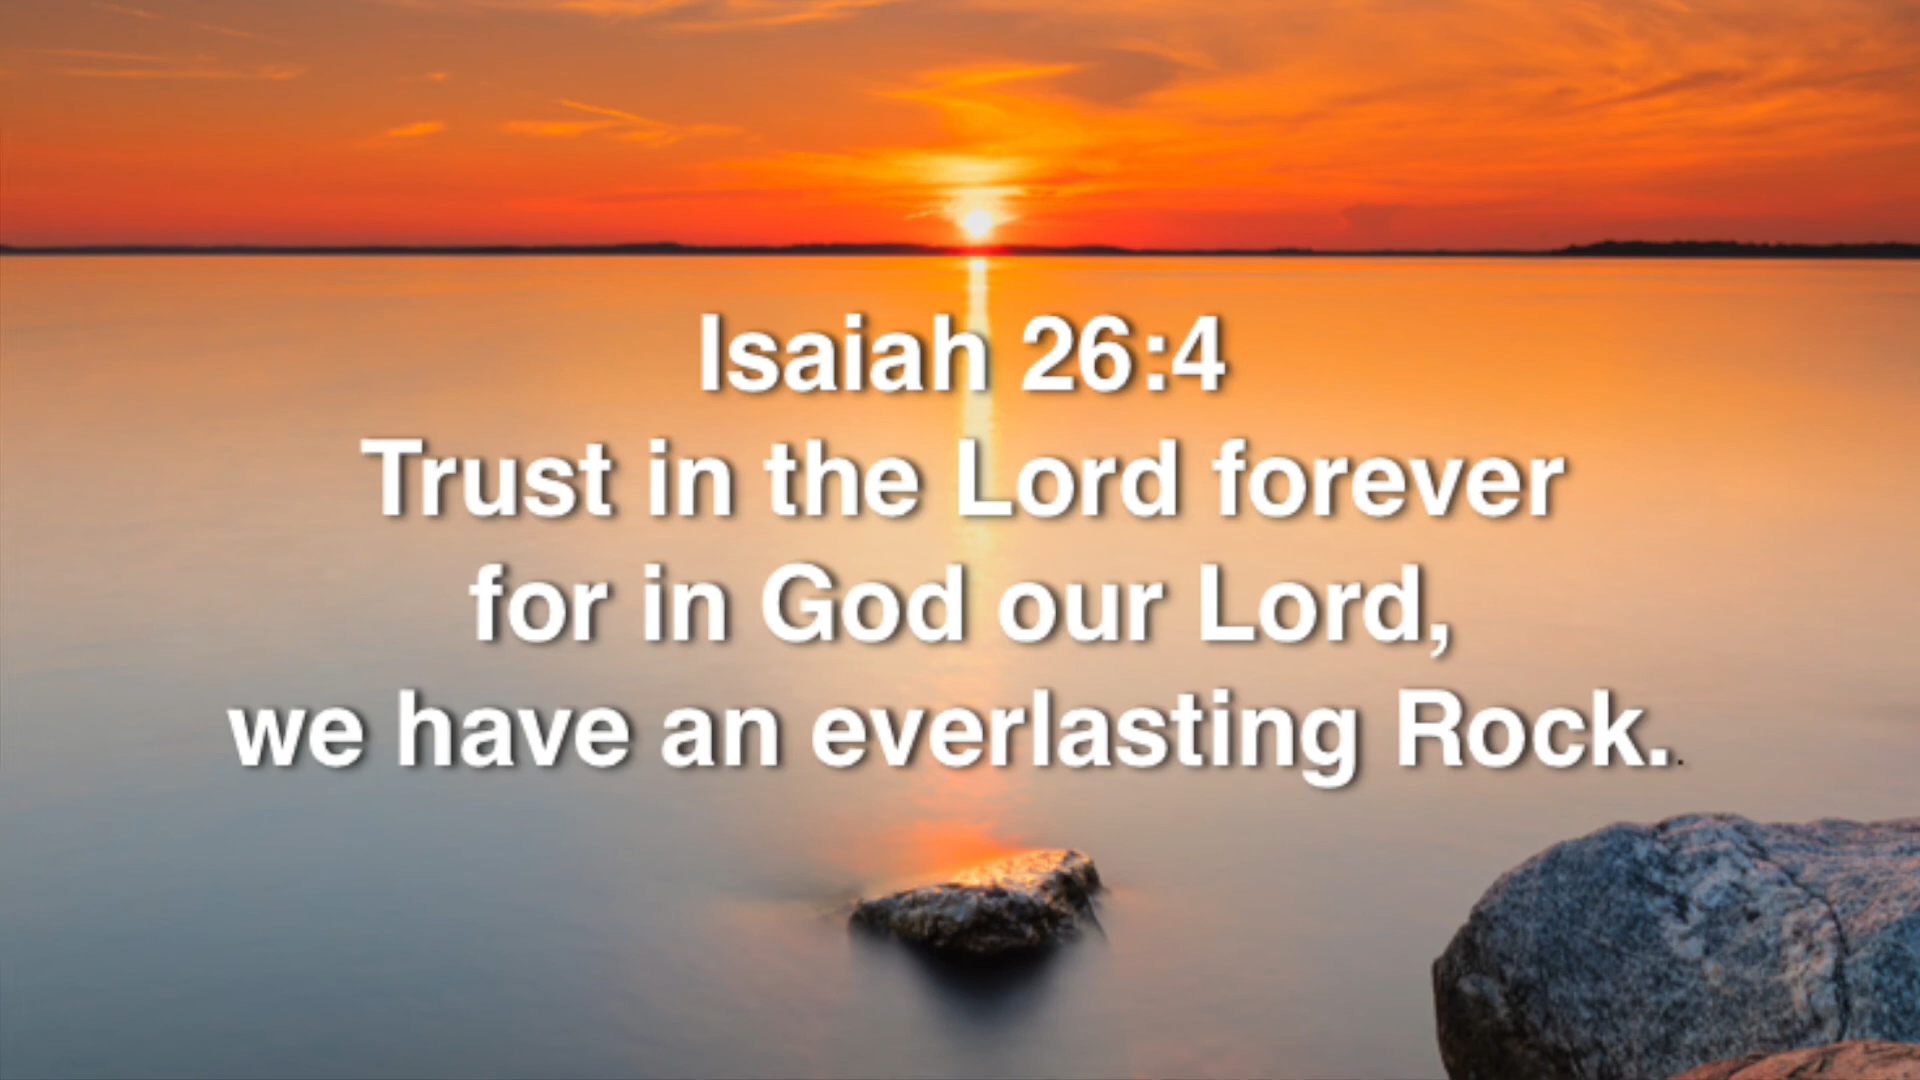 Isaiah 26:4
Trust in the Lord forever
for in God our Lord,
we have an everlasting Rock..